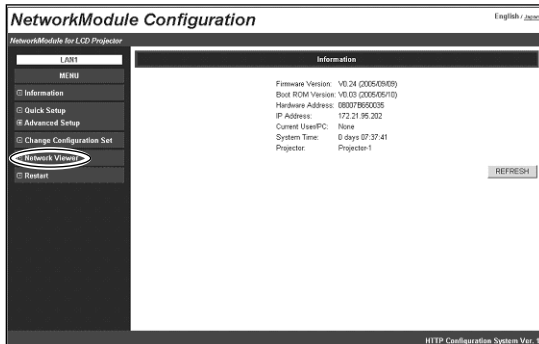 NetworkModule Configuration
English /
NetworkModule for LCD Projector
LAN1
MENU
Information
Quick Setup
Advanced Setup
Change Configuration Set
Network Viewer
Restart
Information
Firmware Version: V0.24 (2005/09/09)
Boot ROM Version: V0.03 (2005/05/10)
Hardware Address: 08007B650035
IP Address: 172.21.95.202
Current User/PC: None
System Time: 0 days 07:37:41
Projector: Projector-1
REFRESH
HTTP Configuration System Ver.